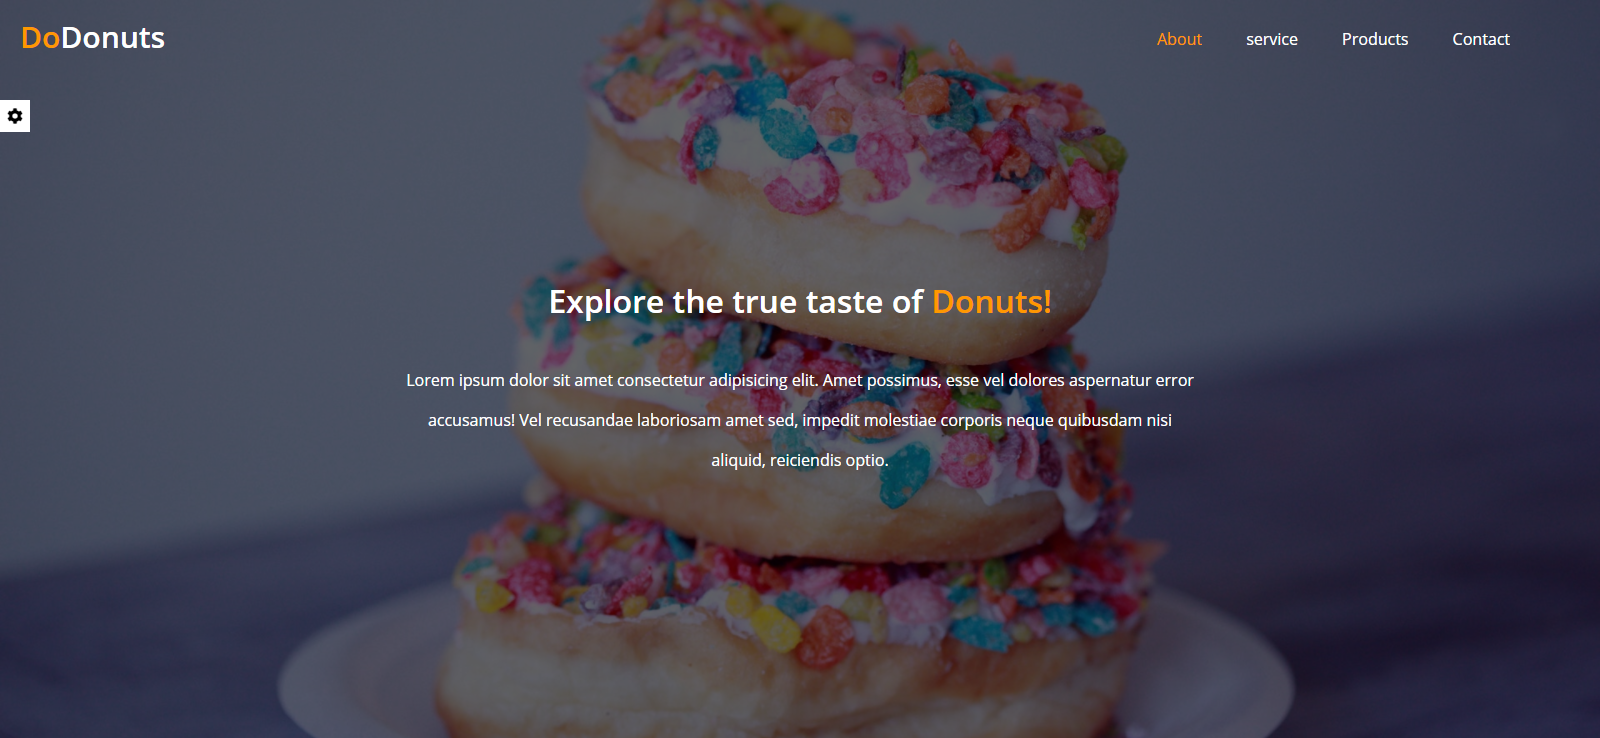 DoDonuts
About service Products Contact
Explore the true taste of Donuts!
Lorem ipsum dolor sit amet consectetur adipisicing elit. Amet possimus, esse vel dolores aspernatur error
accusamus! Vel recusandae laboriosam amet sed, impedit molestiae corporis neque quibusdam nisi
aliquid, reiciendis optio.